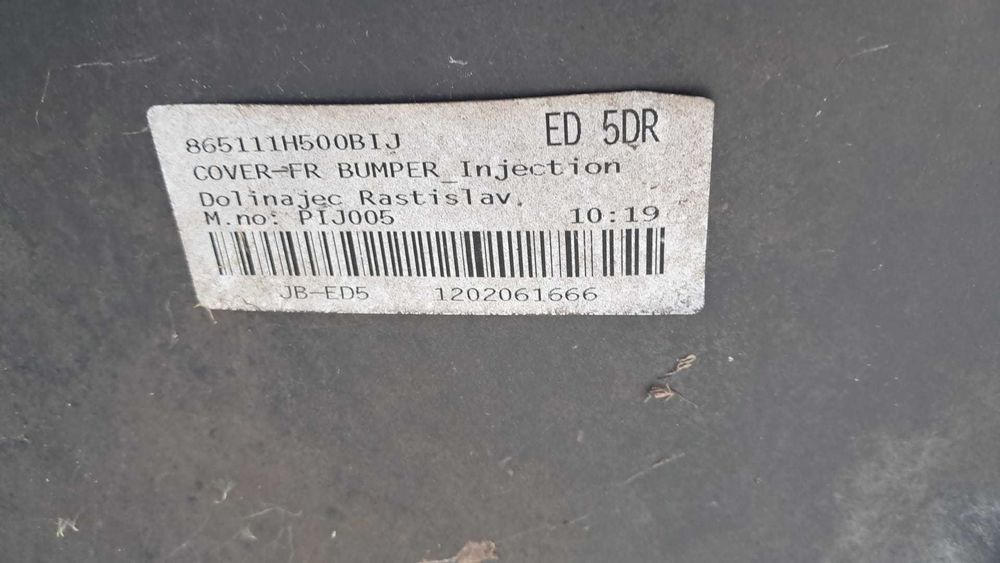 865111H500BIJ ED 5DR
COVER-FR BUMPER_Injection
Dolinajec Rastislav.
M.no: PIJ005 10:19
JB-ED5 1202061666